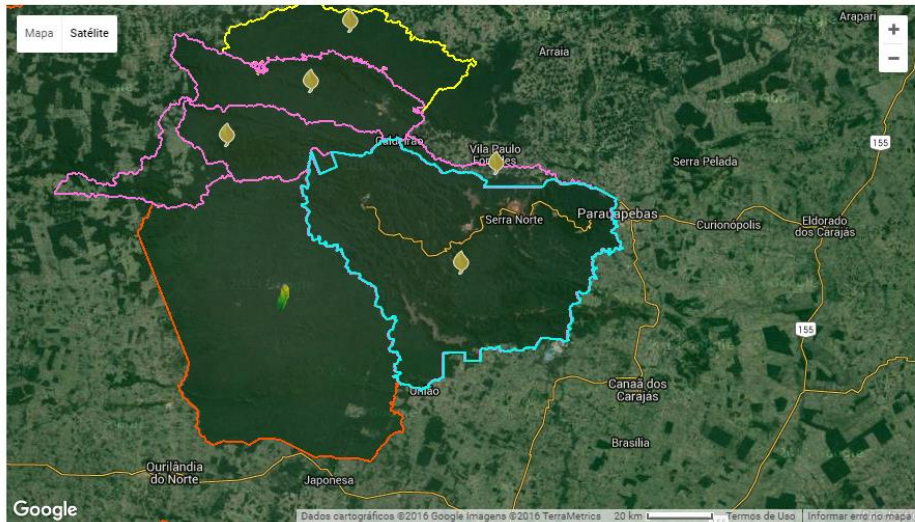 Mapa
Satélite
Arapari
Arraia
+
−
Caldeirão
Vila Paulo
Fonteles
155
Serra Pelada
Serra Norte
Parauapebas
Curionópolis
Eldorado
dos Carajás
155
União
Canaã dos
Carajás
Brasília
Ourilândia
do Norte
Japonesa
Google
Dados cartográficos ©2016 Google Imagens ©2016 TerraMetrics
20 km
Termos de Uso
Informar erro no mapa